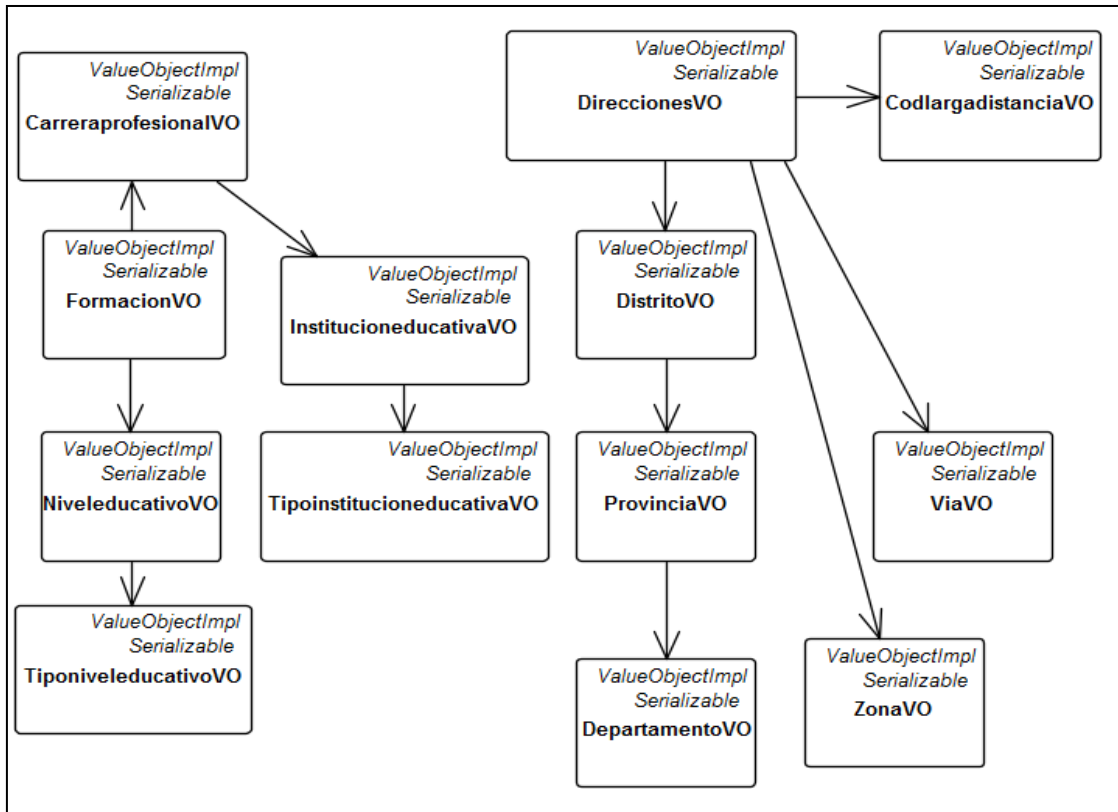 ValueObjectImpl
Serializable
CarreraprofesionalVO
ValueObjectImpl
Serializable
DireccionesVO
ValueObjectImpl
Serializable
CodlargadistanciaVO
ValueObjectImpl
Serializable
FormacionVO
ValueObjectImpl
Serializable
InstitucioneducativaVO
ValueObjectImpl
Serializable
DistritoVO
ValueObjectImpl
Serializable
NiveleducativoVO
ValueObjectImpl
Serializable
TipoinstitucioneducativaVO
ValueObjectImpl
Serializable
ProvinciaVO
ValueObjectImpl
Serializable
ViaVO
ValueObjectImpl
Serializable
TiponiveleducativoVO
ValueObjectImpl
Serializable
DepartamentoVO
ValueObjectImpl
Serializable
ZonaVO